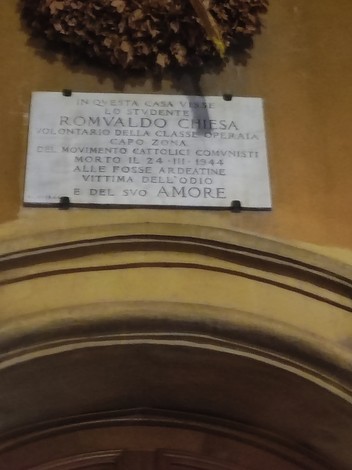 IN QVESTA CASA VISSE
LO STVDENTE
ROMVALDO CHIESA
VOLONTARIO DELLA CLASSE OPERAIA
CAPO ZONA
DEL MOVIMENTO CATTOLICI COMVNISTI
MORTO IL 24·III·1944
ALLE FOSSE ARDEATINE
VITTIMA DELL'ODIO
E DEL SVO AMORE